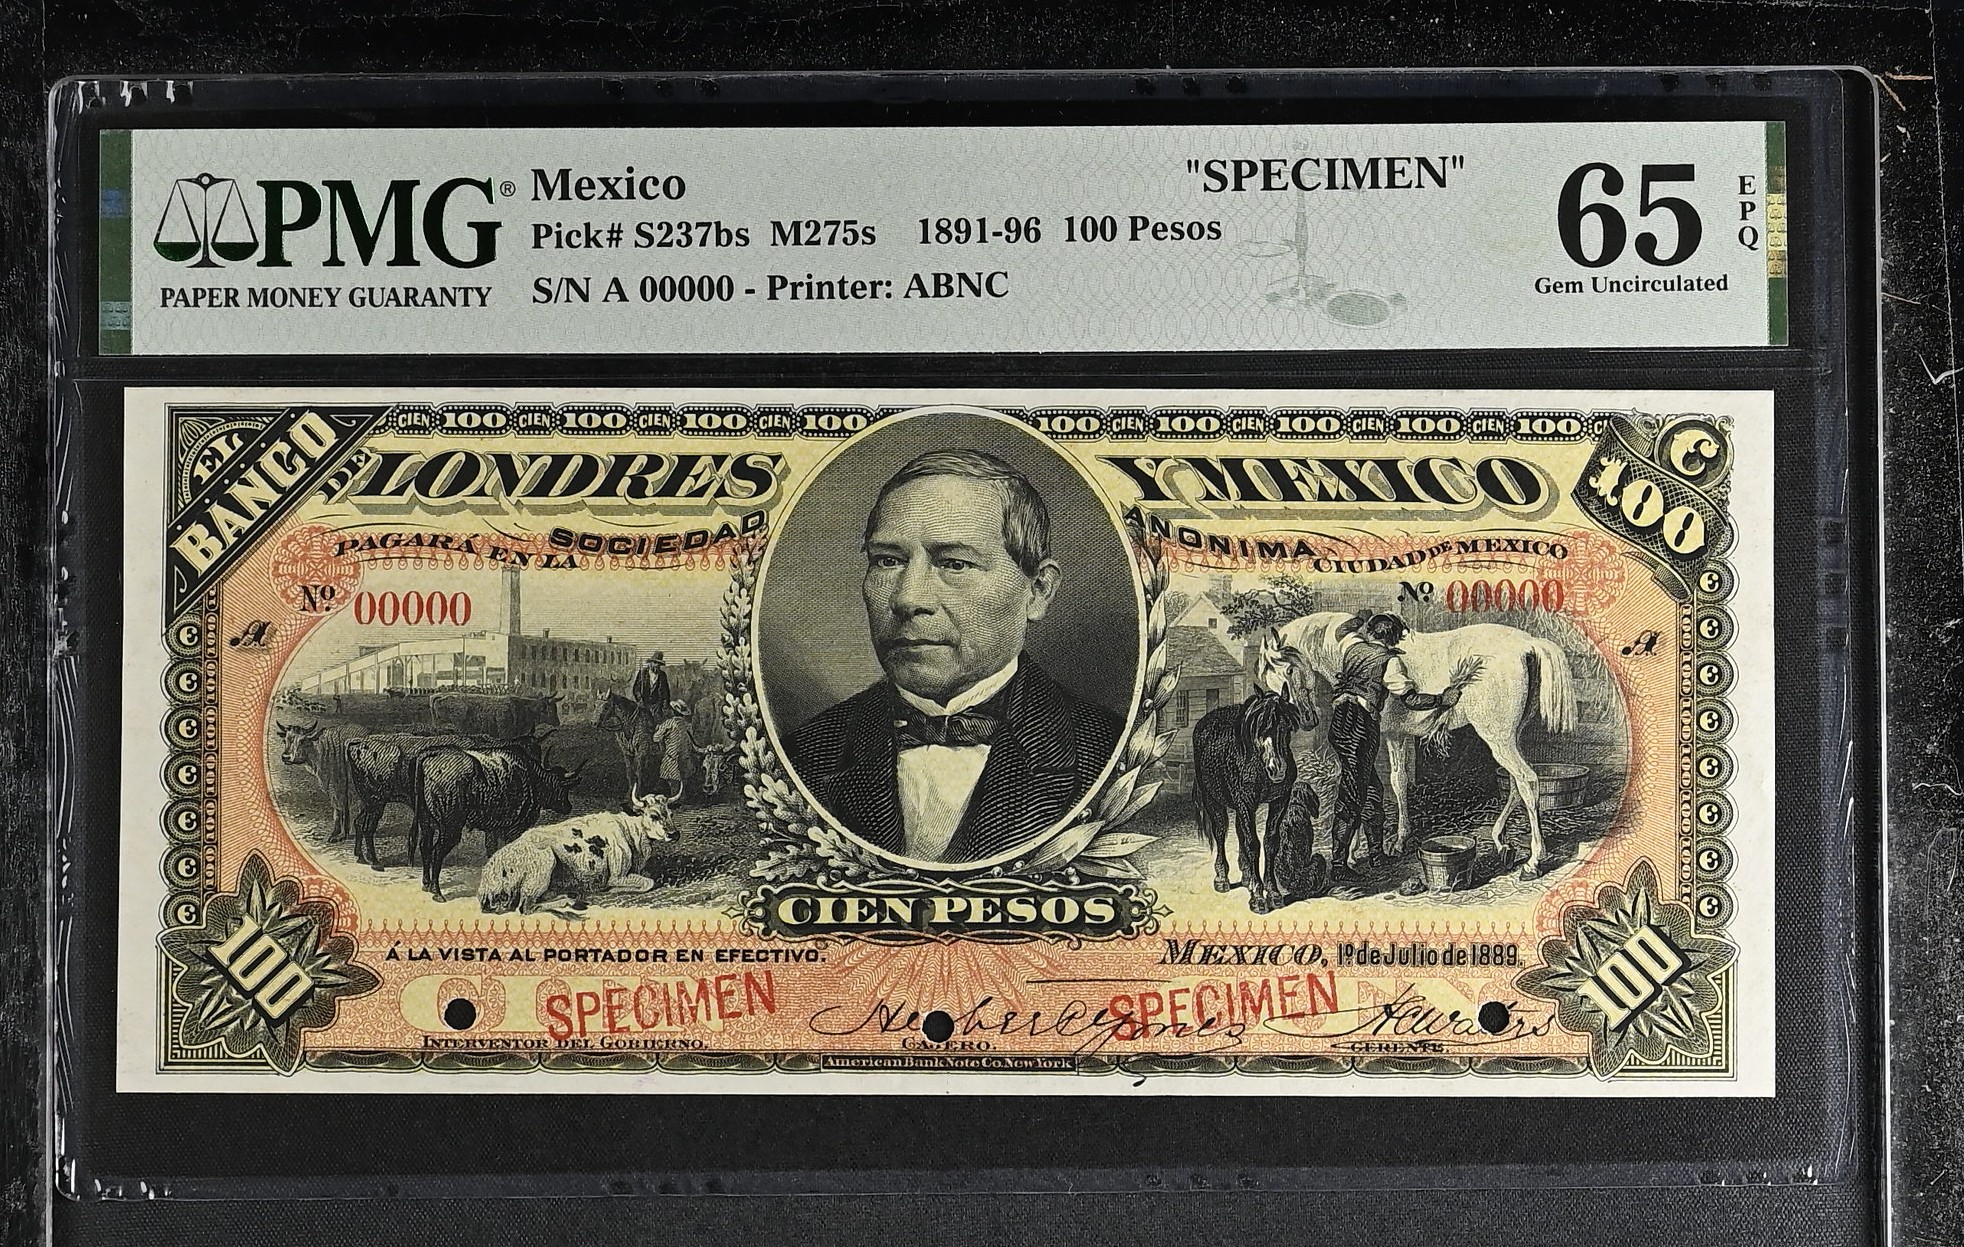 PMG®
PAPER MONEY GUARANTY
Mexico
"SPECIMEN"
Pick# S237bs M275s 1891-96 100 Pesos
S/N A 00000 - Printer: ABNC
65
EPQ
Gem Uncirculated
CIEN 100 CIEN 100 CIEN 100 CIEN 100
100 CIEN 100 CIEN 100 CIEN 100 CIEN 100
EL BANCO DE LONDRES Y MEXICO
C
100
SOCIEDAD ANONIMA
PAGARÁ EN LA CIUDAD DE MEXICO
Nº 00000
Nº 00000
A
A
CIEN PESOS
100
100
Á LA VISTA AL PORTADOR EN EFECTIVO.
MEXICO, 1º de Julio de 1889.
SPECIMEN
SPECIMEN
INTERVENTOR DEL GOBIERNO.
CAJERO.
GERENTE.
American Bank Note Co. New York